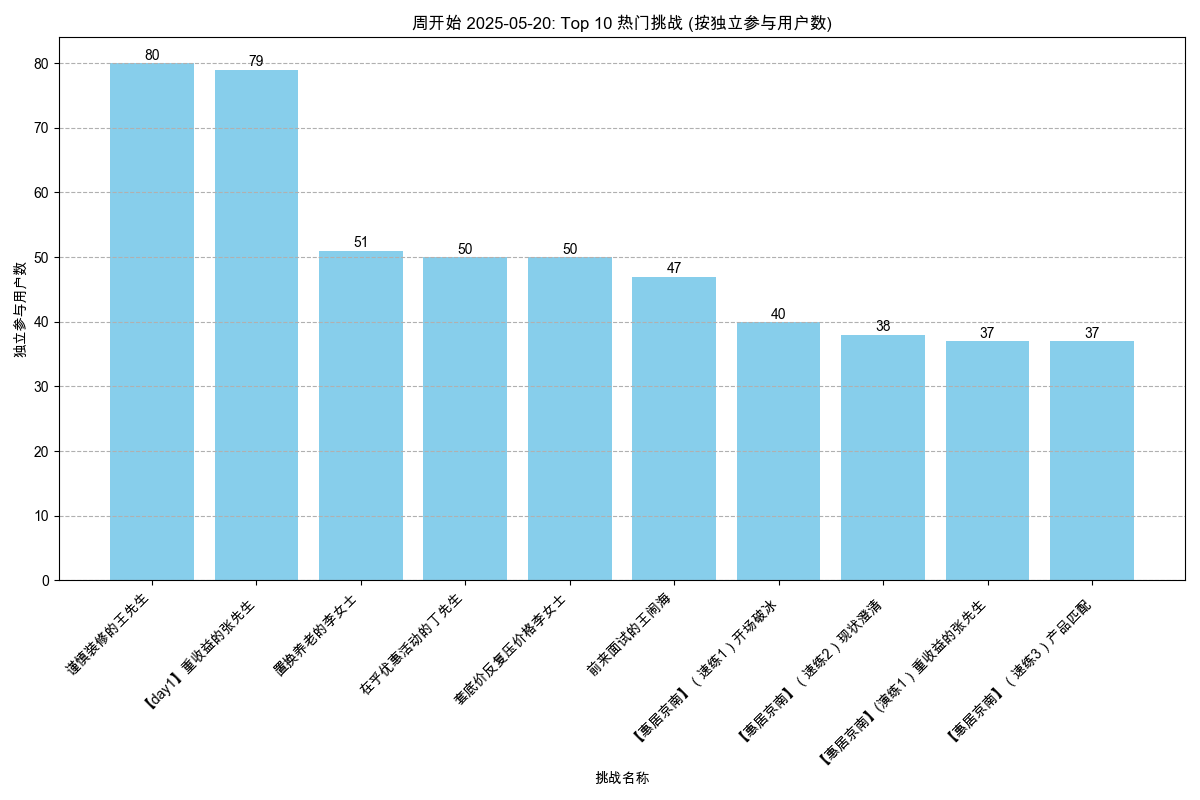 周开始 2025-05-20: Top 10 热门挑战 (按独立参与用户数)
独立参与用户数
80
70
60
50
40
30
20
10
0
80
79
51
50
50
47
40
38
37
37
谨慎装修的王先生
【day1】重收益的张先生
置换养老的李女士
在乎优惠活动的丁先生
套底价反复压价格李女士
前来面试的王闹海
【惠居京南】（速练1）开场破冰
【惠居京南】（速练2）现状澄清
【惠居京南】(演练1）重收益的张先生
【惠居京南】（速练3）产品匹配
挑战名称